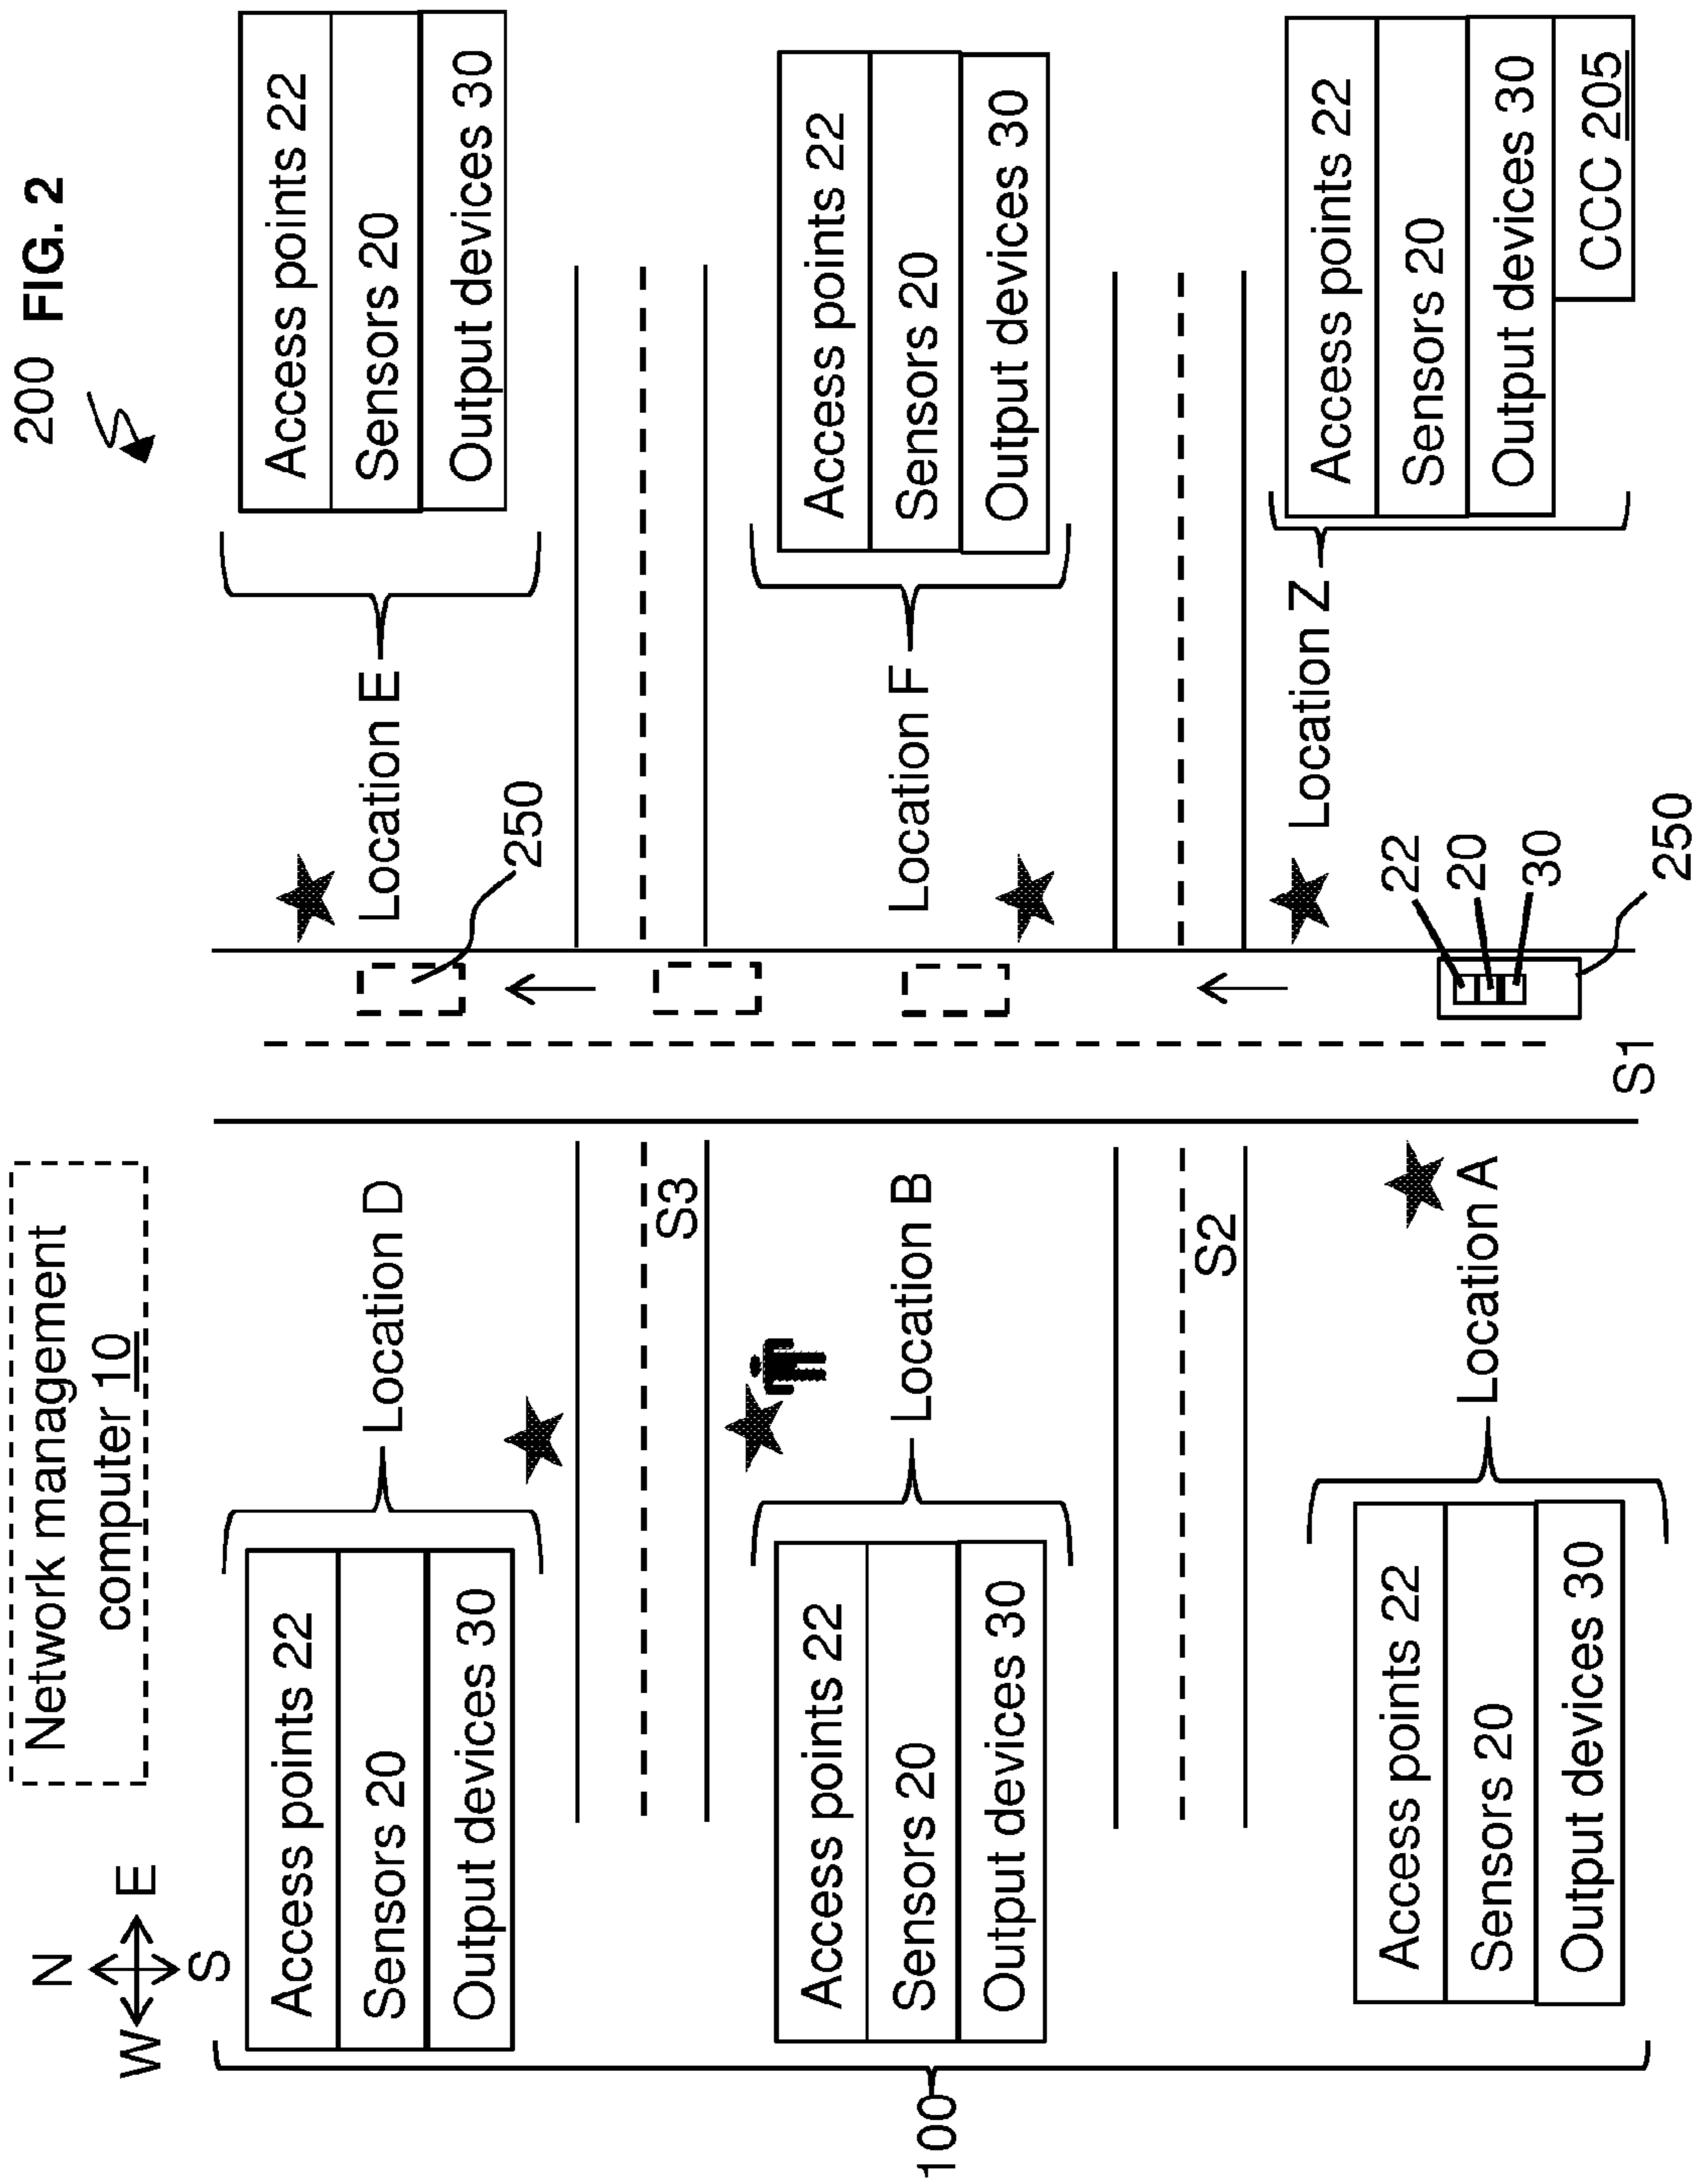 200 FIG. 2
Network management
computer 10
N
W E
S
100
Access points 22
Sensors 20
Output devices 30
Location D
Location E
Access points 22
Sensors 20
Output devices 30
250
S3
Access points 22
Sensors 20
Output devices 30
Location B
Location F
Access points 22
Sensors 20
Output devices 30
S2
Access points 22
Sensors 20
Output devices 30
Location A
Location Z
Access points 22
Sensors 20
Output devices 30
CCC 205
22
20
30
250
S1